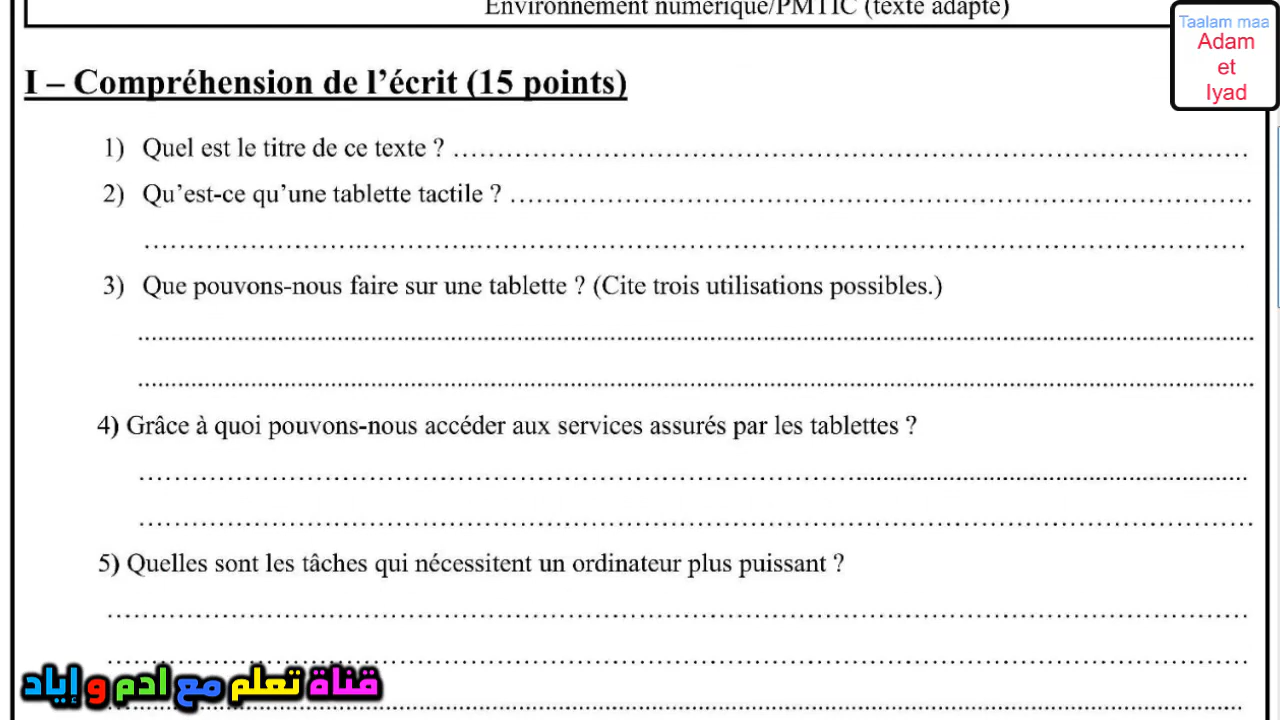 Environnement numérique/PMTIC (texte adapté)
Taalam maa
Adam
et
Iyad
I – Compréhension de l'écrit (15 points)
1) Quel est le titre de ce texte ? ................................................
2) Qu'est-ce qu'une tablette tactile ? ................................................
................................................
3) Que pouvons-nous faire sur une tablette ? (Cite trois utilisations possibles.)
................................................
................................................
4) Grâce à quoi pouvons-nous accéder aux services assurés par les tablettes ?
................................................
................................................
5) Quelles sont les tâches qui nécessitent un ordinateur plus puissant ?
................................................
................................................
قناة تعلم مع ادم و إياد
................................................